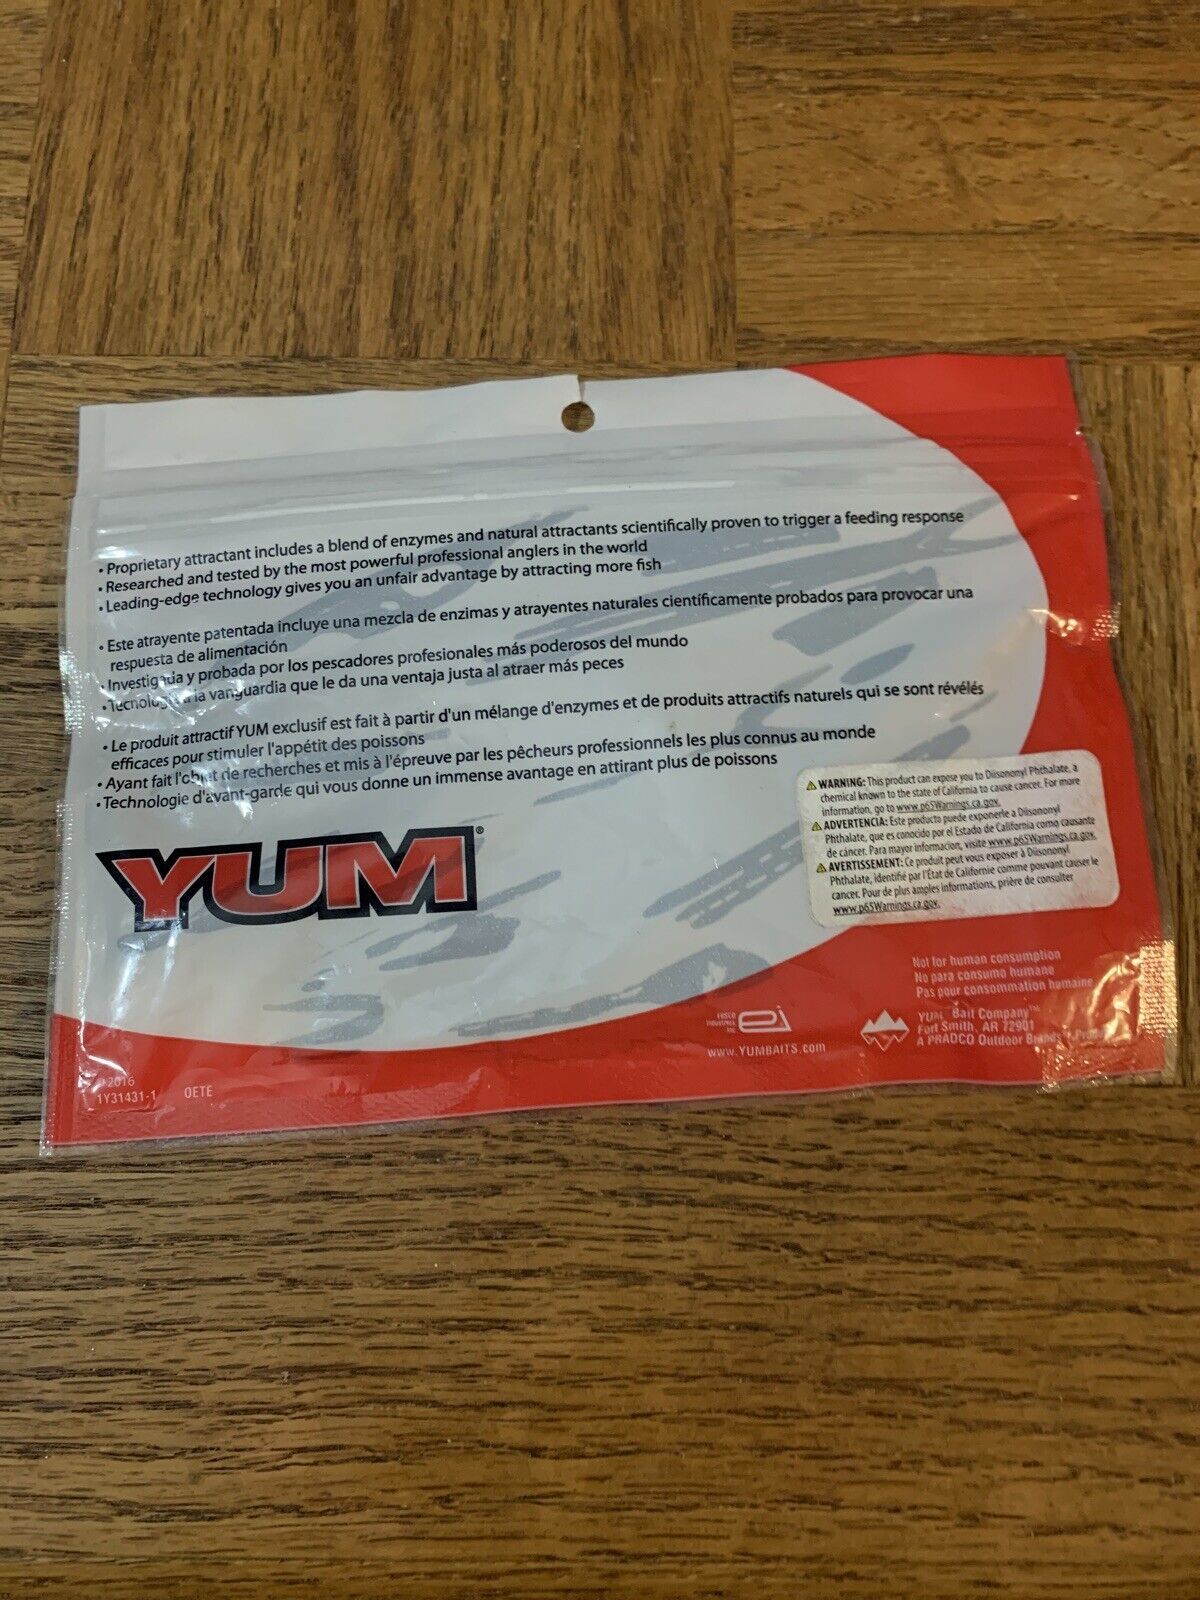 • Proprietary attractant includes a blend of enzymes and natural attractants scientifically proven to trigger a feeding response
• Researched and tested by the most powerful professional anglers in the world
• Leading-edge technology gives you an unfair advantage by attracting more fish
• Este atrayente patentada incluye una mezcla de enzimas y atrayentes naturales científicamente probados para provocar una
respuesta de alimentación
• Investigada y probada por los pescadores profesionales más poderosos del mundo
• vanguardia que le da una ventaja justa al atraer más peces
• Le produit attractif YUM exclusif est fait à partir d'un mélange d'enzymes et de produits attractifs naturels qui se sont révélés
efficaces pour stimuler l'appétit des poissons
• Ayant fait l'objet de recherches et mis à l'épreuve par les pêcheurs professionnels les plus connus au monde
• Technologie d'avant-garde qui vous donne un immense avantage en attirant plus de poissons
⚠ WARNING: This product can expose you to Diisononyl Phthalate, a
chemical known to the state of California to cause cancer. For more
information, go to www.p65Warnings.ca.gov.
⚠ ADVERTENCIA: Este producto puede exponerle a Diisononyl
Phthalate, que es conocido por el Estado de California como causante
de cáncer. Para mayor informacion, visite www.p65Warnings.ca.gov.
⚠ AVERTISSEMENT: Ce produit peut vous exposer à Diisononyl
Phthalate, identifié par l'État de Californie comme pouvant causer le
cancer. Pour de plus amples informations, prière de consulter
www.p65Warnings.ca.gov.
YUM®
Not for human consumption
No para consumo humano
Pas pour consommation humaine
EBSCO
Industries
Inc
ei
www.YUMBAITS.com
YUM Bait Company™
Fort Smith, AR 72901
A PRADCO Outdoor Brands
2016
1Y31431-1 OETE